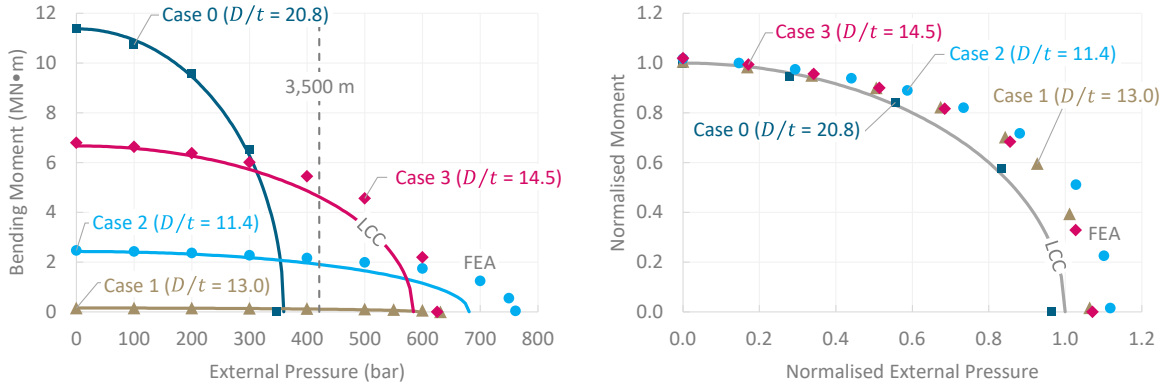 Bending Moment (MN•m)
12
10
8
6
4
2
0
0 100 200 300 400 500 600 700 800
External Pressure (bar)
Case 0 (D/t = 20.8)
3,500 m
Case 3 (D/t = 14.5)
Case 2 (D/t = 11.4)
LCC
FEA
Case 1 (D/t = 13.0)
Normalised Moment
1.2
1.0
0.8
0.6
0.4
0.2
0.0
0.0 0.2 0.4 0.6 0.8 1.0 1.2
Normalised External Pressure
Case 3 (D/t = 14.5)
Case 2 (D/t = 11.4)
Case 1 (D/t = 13.0)
Case 0 (D/t = 20.8)
FEA
LCC